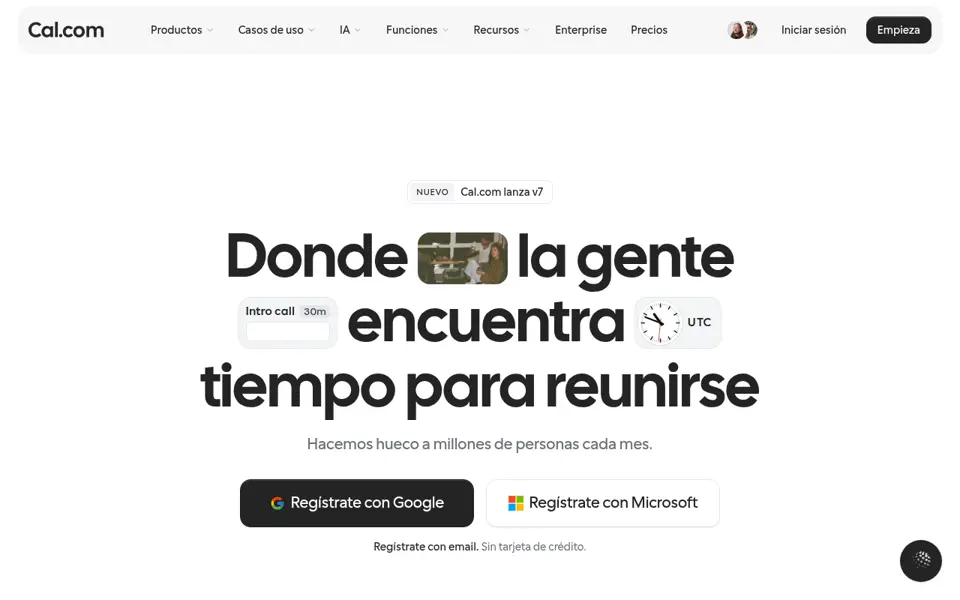 Cal.com
Productos
Casos de uso
IA
Funciones
Recursos
Enterprise
Precios
Iniciar sesión
Empieza
NUEVO Cal.com lanza v7
Donde la gente
Intro call 30m encuentra UTC
tiempo para reunirse
Hacemos hueco a millones de personas cada mes.
Regístrate con Google
Regístrate con Microsoft
Regístrate con email. Sin tarjeta de crédito.